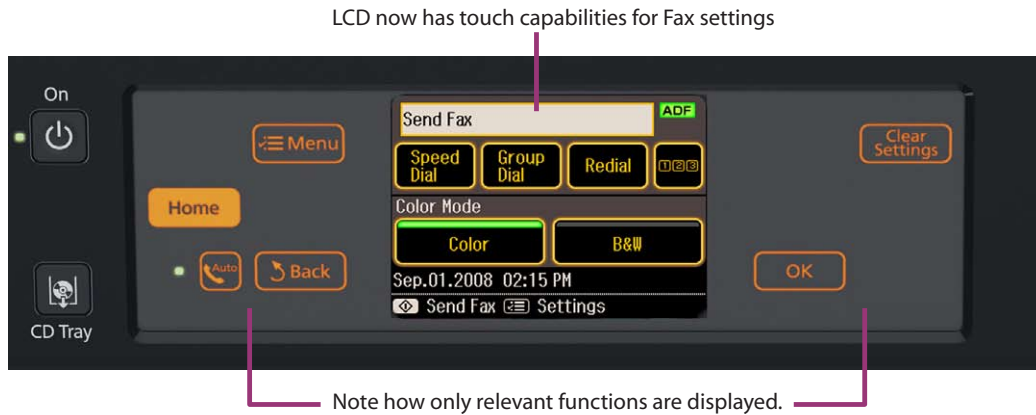 LCD now has touch capabilities for Fax settings
On
Menu
Send Fax
ADF
Clear
Settings
Speed
Dial
Group
Dial
Redial
123
Home
Color Mode
Color
B&W
Auto
Back
OK
Sep.01.2008 02:15 PM
Send Fax Settings
CD Tray
Note how only relevant functions are displayed.